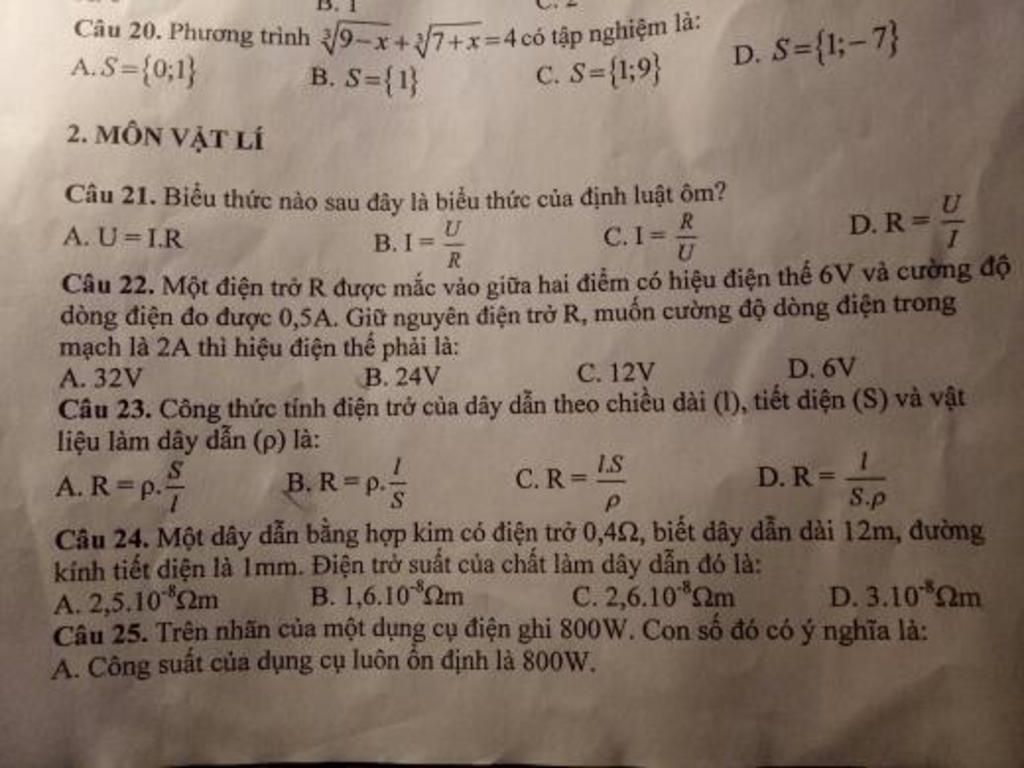 B. 1
Câu 20. Phương trình ∛9−x + ∛7+x = 4 có tập nghiệm là:
A. S={0;1} B. S={1} C. S={1;9} D. S={1;−7}
2. MÔN VẬT LÍ
Câu 21. Biểu thức nào sau đây là biểu thức của định luật ôm?
A. U = I.R B. I = U/R C. I = R/U D. R = U/I
Câu 22. Một điện trở R được mắc vào giữa hai điểm có hiệu điện thế 6V và cường độ
dòng điện đo được 0,5A. Giữ nguyên điện trở R, muốn cường độ dòng điện trong
mạch là 2A thì hiệu điện thế phải là:
A. 32V B. 24V C. 12V D. 6V
Câu 23. Công thức tính điện trở của dây dẫn theo chiều dài (l), tiết diện (S) và vật
liệu làm dây dẫn (ρ) là:
A. R = ρ.S/l B. R = ρ.l/S C. R = l.S/ρ D. R = l/S.ρ
Câu 24. Một dây dẫn bằng hợp kim có điện trở 0,4Ω, biết dây dẫn dài 12m, đường
kính tiết diện là 1mm. Điện trở suất của chất làm dây dẫn đó là:
A. 2,5.10⁻⁸Ωm B. 1,6.10⁻⁸Ωm C. 2,6.10⁻⁸Ωm D. 3.10⁻⁸Ωm
Câu 25. Trên nhãn của một dụng cụ điện ghi 800W. Con số đó có ý nghĩa là:
A. Công suất của dụng cụ luôn ổn định là 800W.